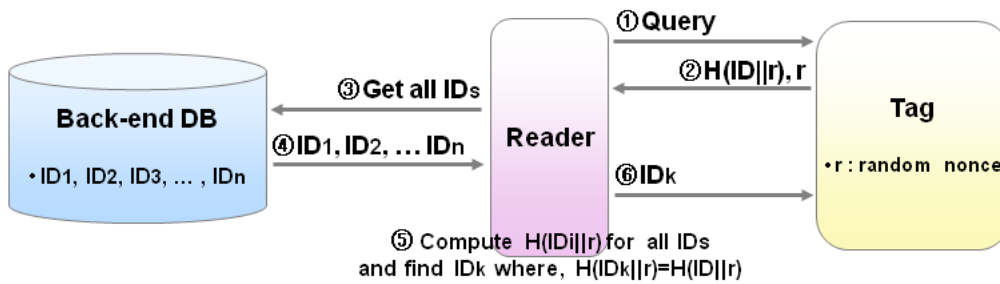 ①Query
②H(ID||r), r
③Get all IDs
Back-end DB
Reader
Tag
④ID1, ID2, ... IDn
•ID1, ID2, ID3, ... , IDn
•r : random nonce
⑥IDk
⑤ Compute H(IDi||r) for all IDs
and find IDk where, H(IDk||r)=H(ID||r)